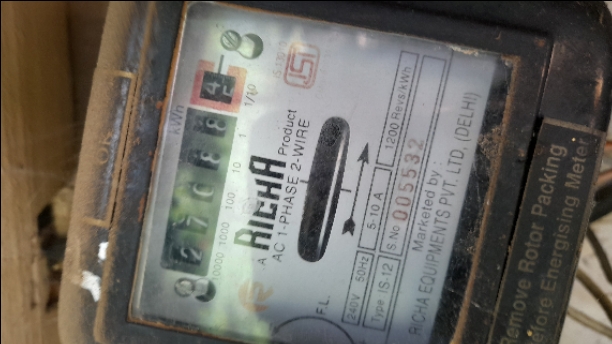 kWh
10000 1000 100 10 1 1/10
A RICHA Product
AC 1-PHASE 2-WIRE
F.L.
240V 50Hz 5-10 A 1200 Revs/kWh
Type IS-12 S.No 005532
Marketed by :
RICHA EQUIPMENTS PVT. LTD. (DELHI)
Remove Rotor Packing
Before Energising Meter